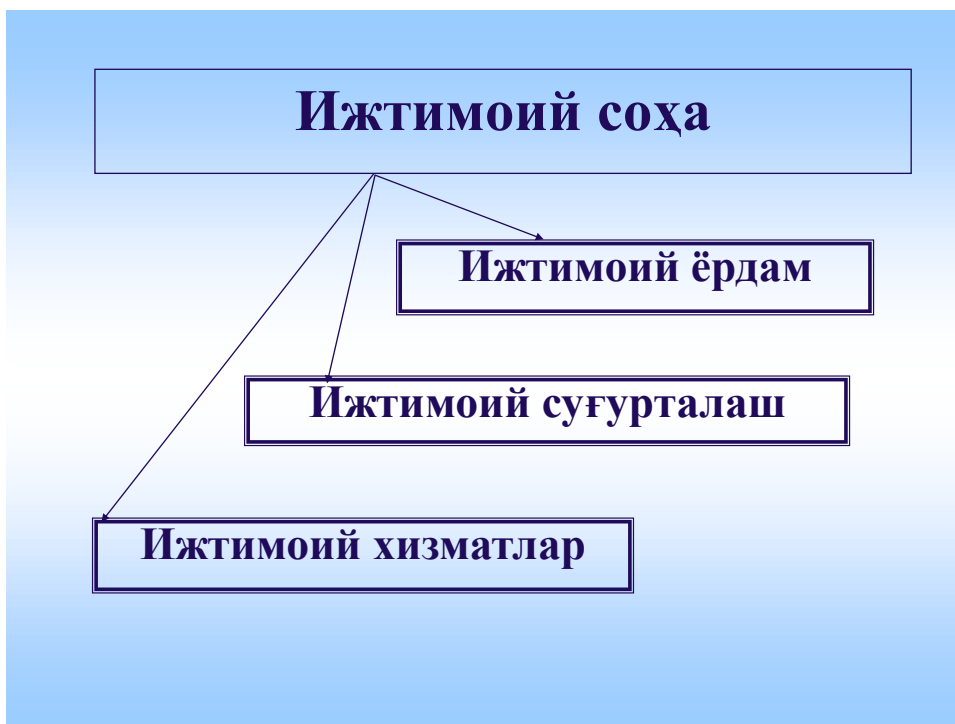 Ижтимоий соҳа
Ижтимоий ёрдам
Ижтимоий суғурталаш
Ижтимоий хизматлар